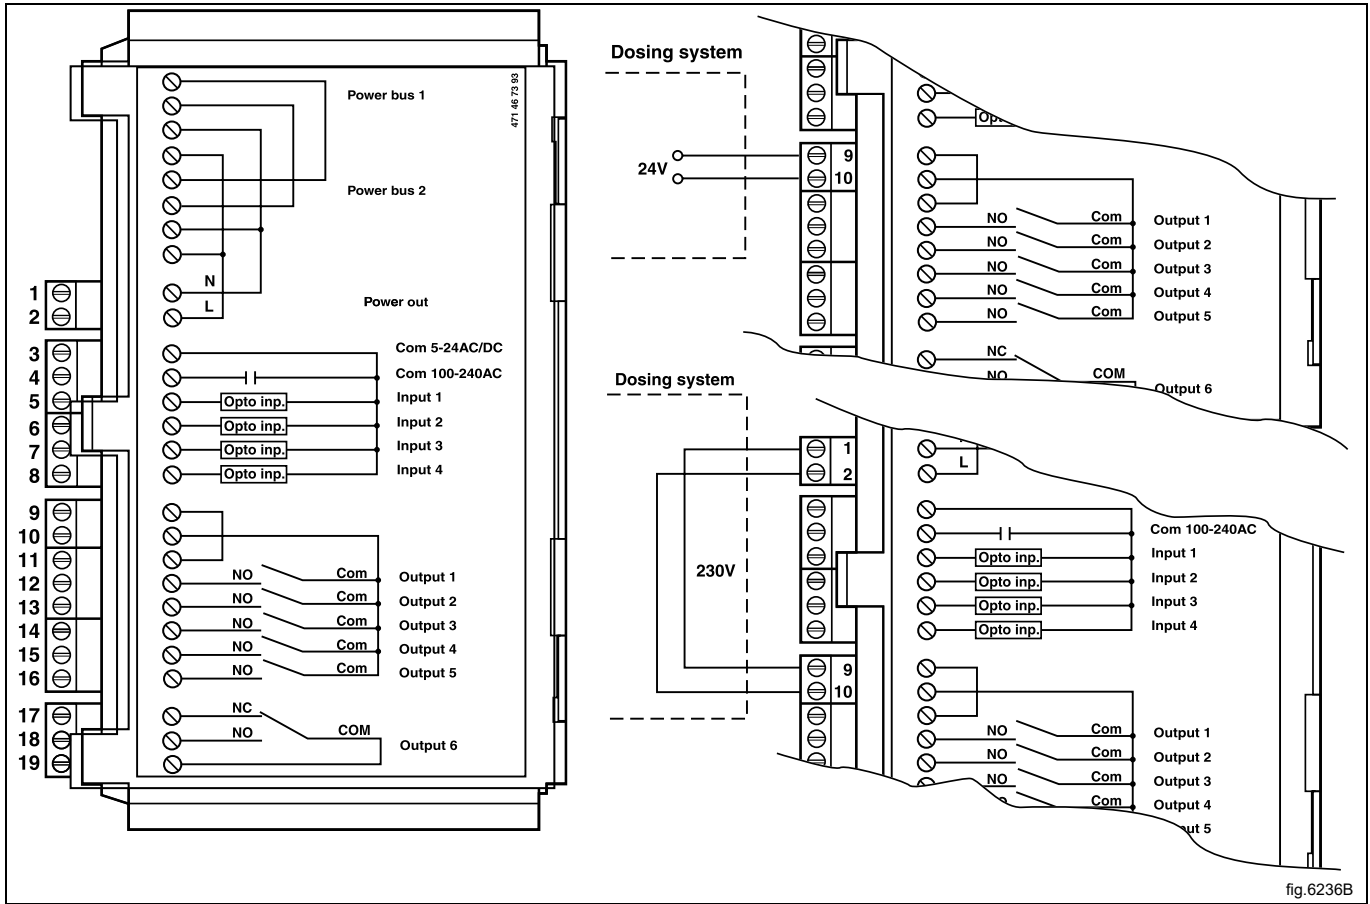 471 46 73 93
Power bus 1
Power bus 2
N
L
Power out
1
2
3
4
5
6
7
8
9
10
11
12
13
14
15
16
17
18
19
Com 5-24AC/DC
Com 100-240AC
Opto inp. Input 1
Opto inp. Input 2
Opto inp. Input 3
Opto inp. Input 4
NO Com Output 1
NO Com Output 2
NO Com Output 3
NO Com Output 4
NO Com Output 5
NC
NO COM Output 6
Dosing system
24V
9
10
NO Com Output 1
NO Com Output 2
NO Com Output 3
NO Com Output 4
NO Com Output 5
NC
NO COM Output 6
Dosing system
230V
1
2
L
Com 100-240AC
Opto inp. Input 1
Opto inp. Input 2
Opto inp. Input 3
Opto inp. Input 4
9
10
NO Com Output 1
NO Com Output 2
NO Com Output 3
Com Output 4
fig.6236B